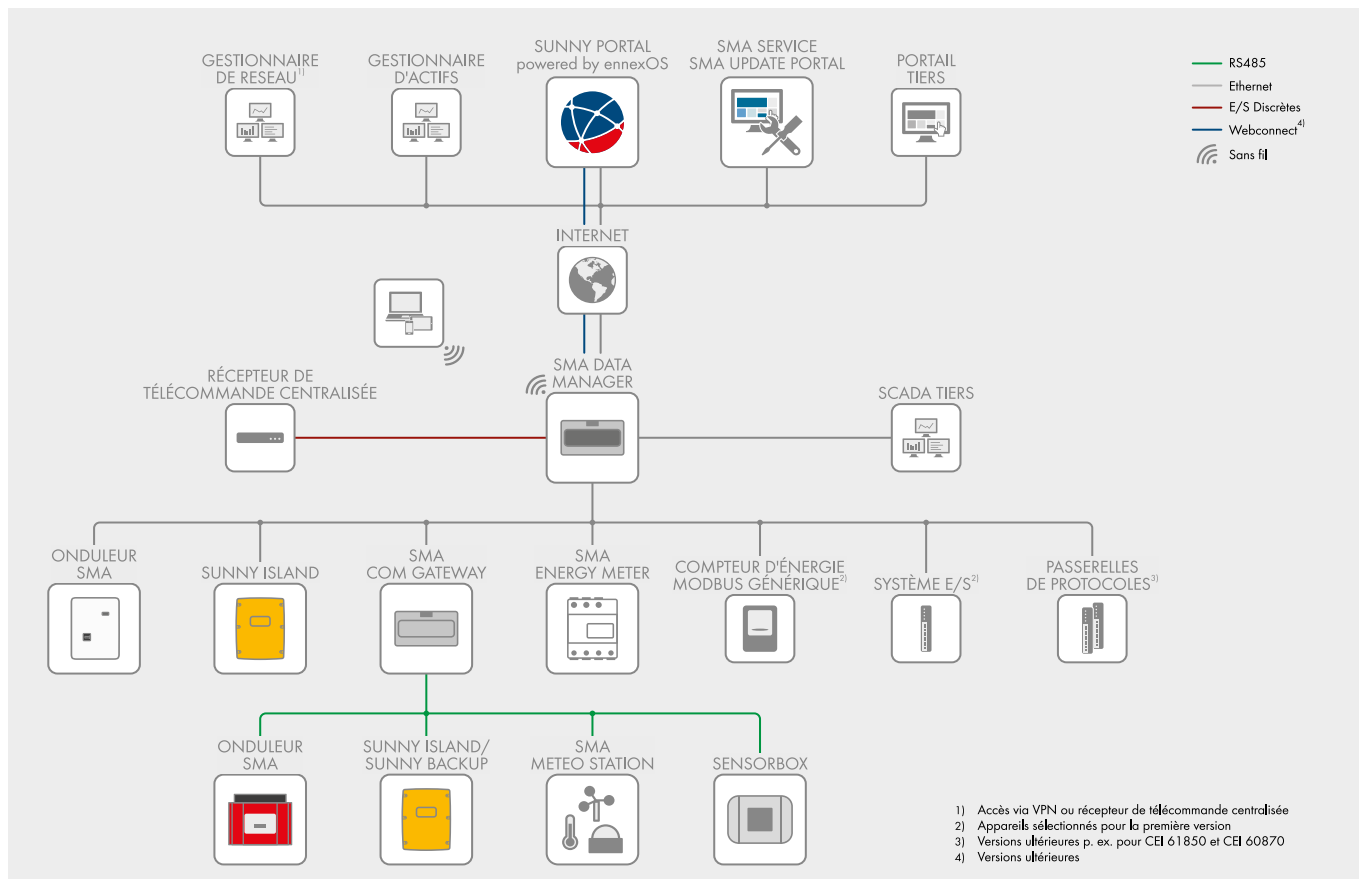 GESTIONNAIRE
DE RESEAU1)
GESTIONNAIRE
D'ACTIFS
SUNNY PORTAL
powered by ennexOS
SMA SERVICE
SMA UPDATE PORTAL
PORTAIL
TIERS
RS485
Ethernet
E/S Discrètes
Webconnect4)
Sans fil
INTERNET
SMA DATA
MANAGER
RÉCEPTEUR DE
TÉLÉCOMMANDE CENTRALISÉE
SCADA TIERS
ONDULEUR
SMA
SUNNY ISLAND
SMA
COM GATEWAY
SMA
ENERGY METER
COMPTEUR D'ÉNERGIE
MODBUS GÉNÉRIQUE2)
SYSTÈME E/S2)
PASSERELLES
DE PROTOCOLES3)
ONDULEUR
SMA
SUNNY ISLAND/
SUNNY BACKUP
SMA
METEO STATION
SENSORBOX
1) Accès via VPN ou récepteur de télécommande centralisée
2) Appareils sélectionnés pour la première version
3) Versions ultérieures p. ex. pour CEI 61850 et CEI 60870
4) Versions ultérieures